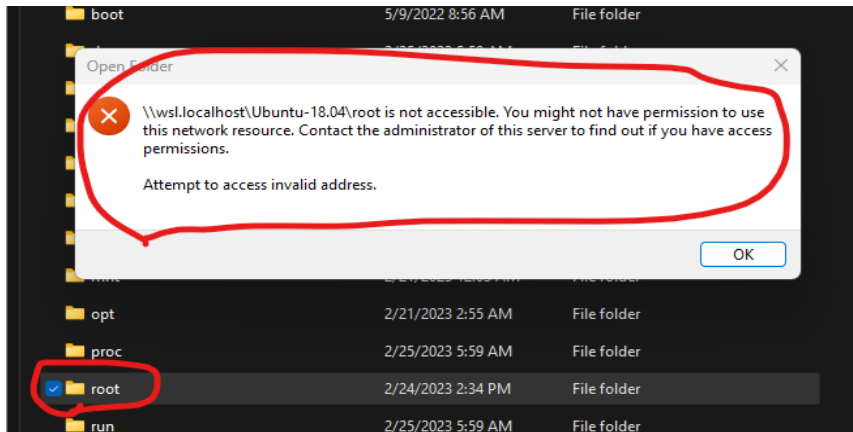 boot 5/9/2022 8:56 AM File folder
Open Folder
\\wsl.localhost\Ubuntu-18.04\root is not accessible. You might not have permission to use
this network resource. Contact the administrator of this server to find out if you have access
permissions.
Attempt to access invalid address.
OK
opt 2/21/2023 2:55 AM File folder
proc 2/25/2023 5:59 AM File folder
root 2/24/2023 2:34 PM File folder
run 2/25/2023 5:59 AM File folder